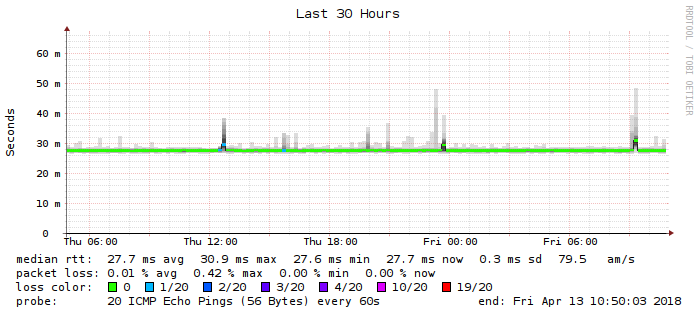 Last 30 Hours
RRDTOOL / TOBI OETIKER
Seconds
60 m
50 m
40 m
30 m
20 m
10 m
0
Thu 06:00 Thu 12:00 Thu 18:00 Fri 00:00 Fri 06:00
median rtt: 27.7 ms avg 30.9 ms max 27.6 ms min 27.7 ms now 0.3 ms sd 79.5 am/s
packet loss: 0.01 % avg 0.42 % max 0.00 % min 0.00 % now
loss color: 0 1/20 2/20 3/20 4/20 10/20 19/20
probe: 20 ICMP Echo Pings (56 Bytes) every 60s end: Fri Apr 13 10:50:03 2018